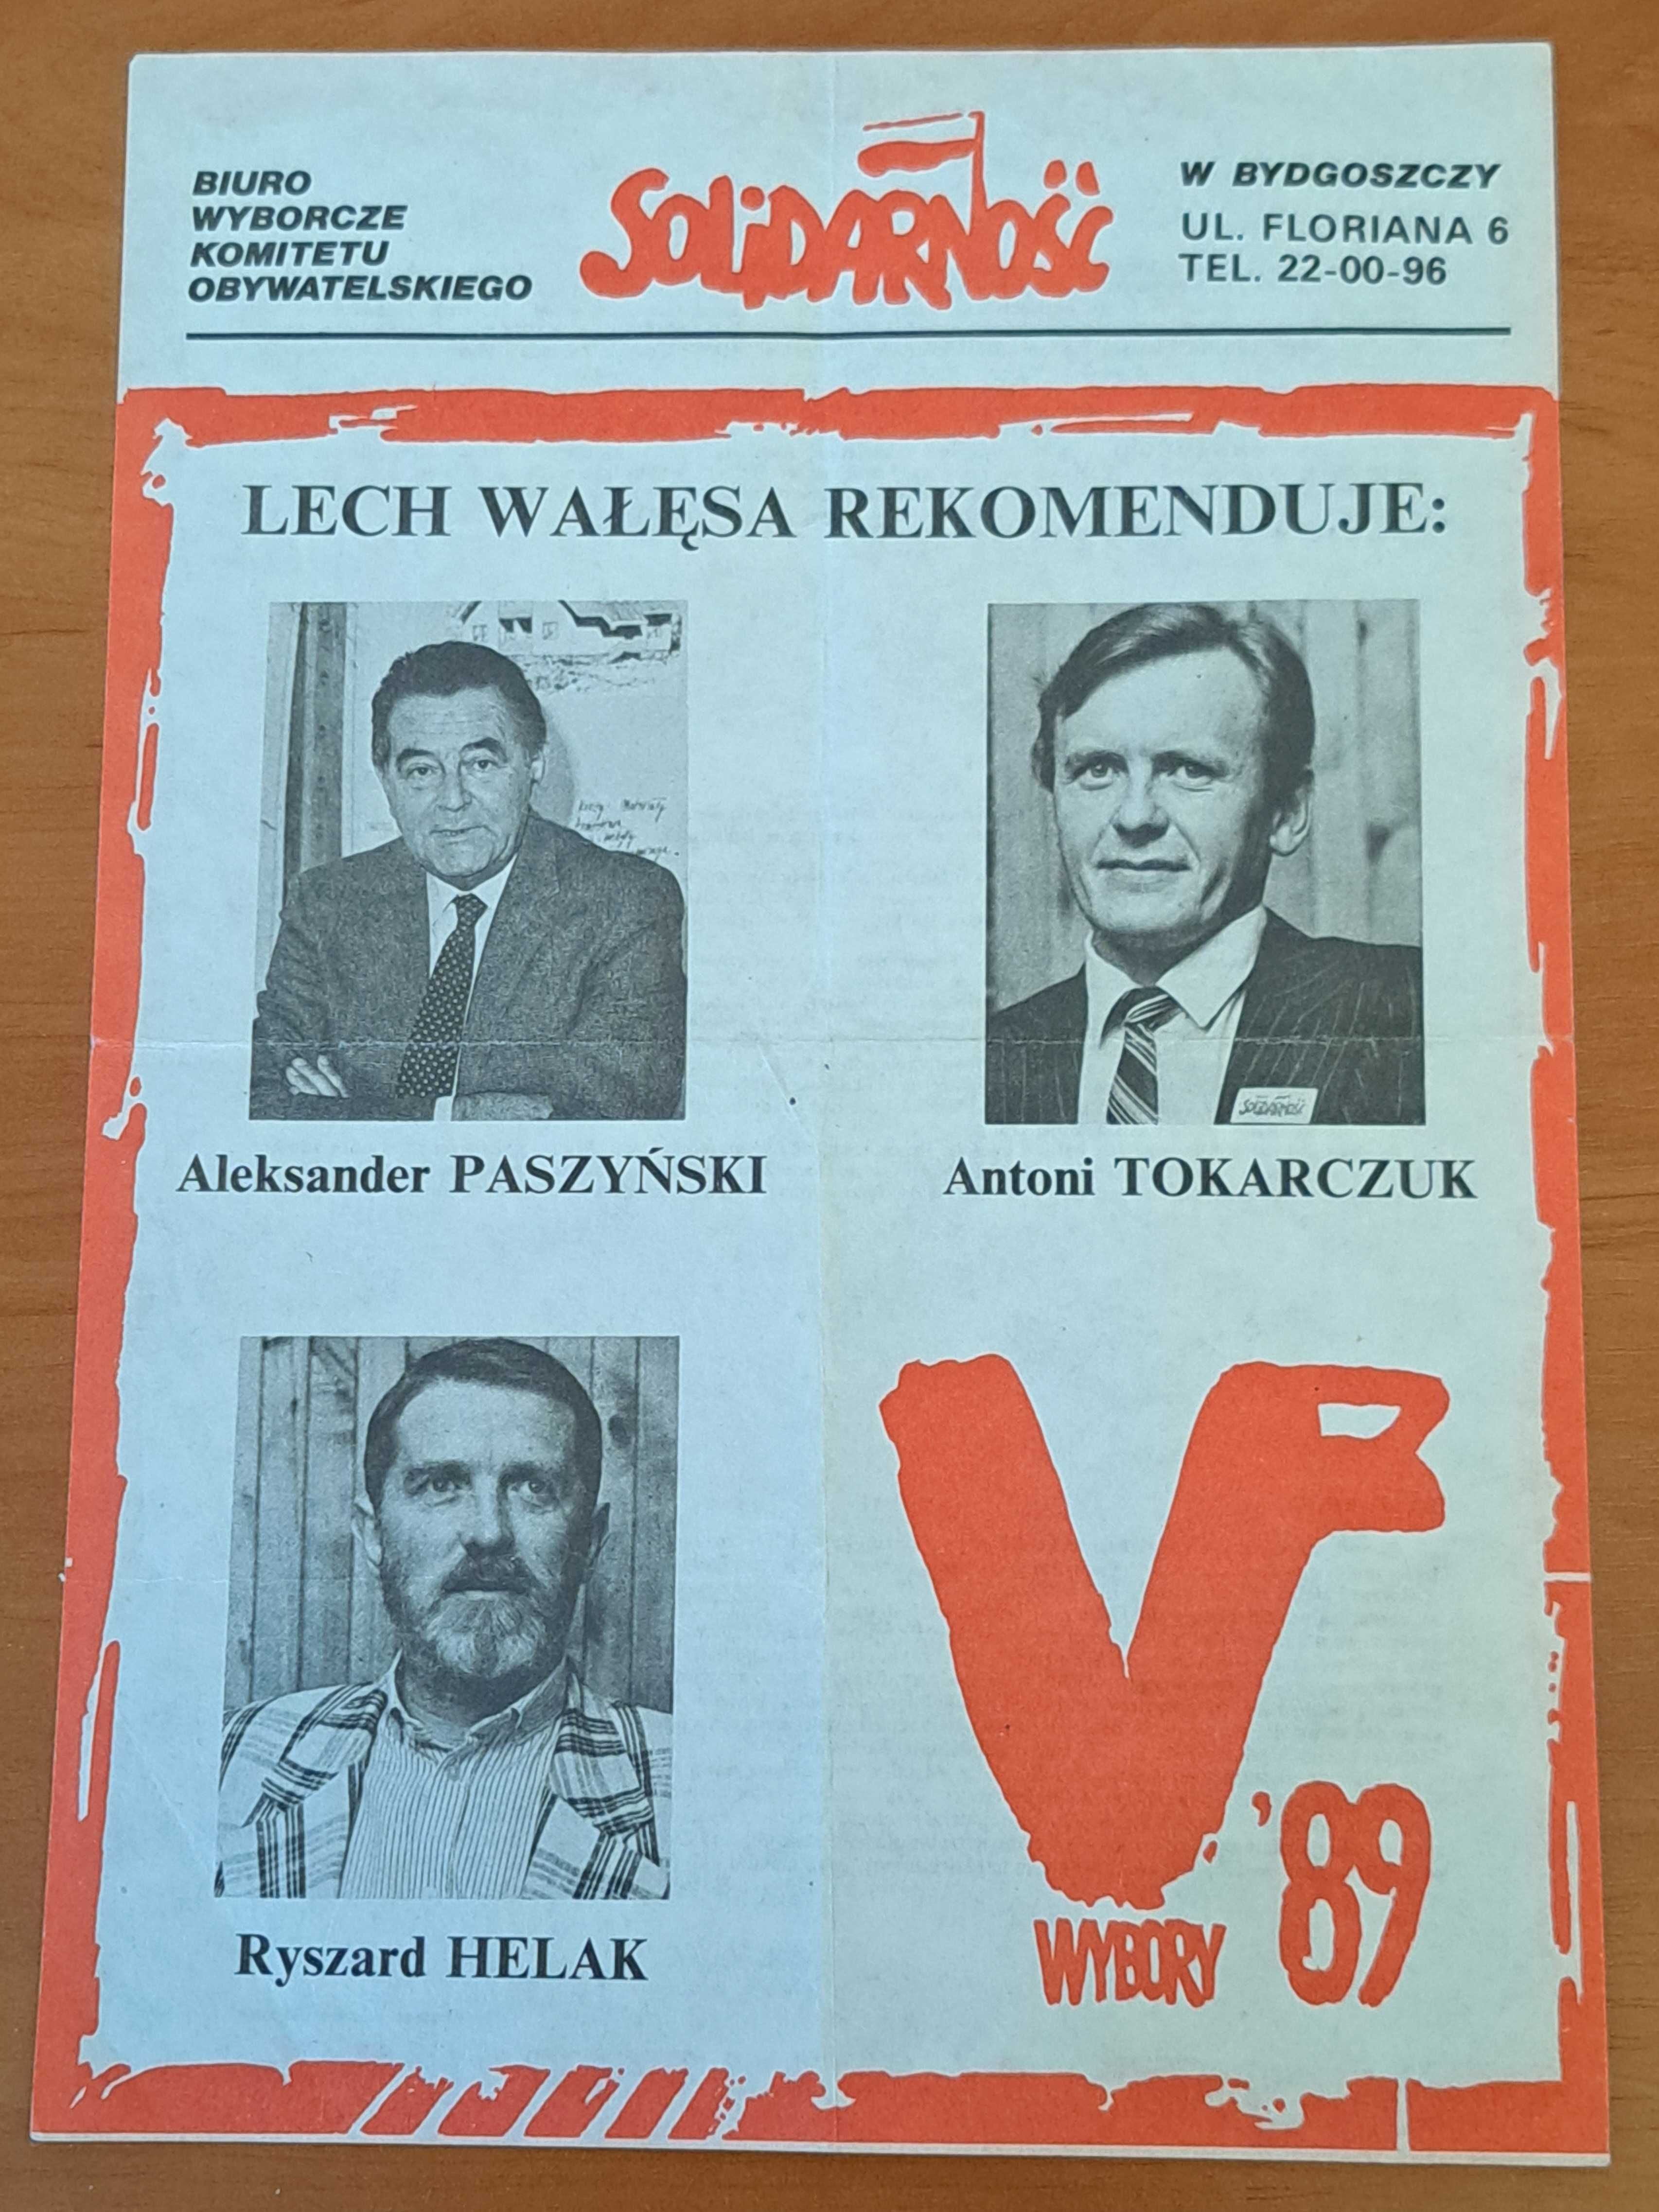 BIURO
WYBORCZE
KOMITETU
OBYWATELSKIEGO
SOLiDARNOŚĆ
W BYDGOSZCZY
UL. FLORIANA 6
TEL. 22-00-96
LECH WAŁĘSA REKOMENDUJE:
Aleksander PASZYŃSKI
SOLiDARNOŚĆ
Antoni TOKARCZUK
Ryszard HELAK
V
WYBORY '89